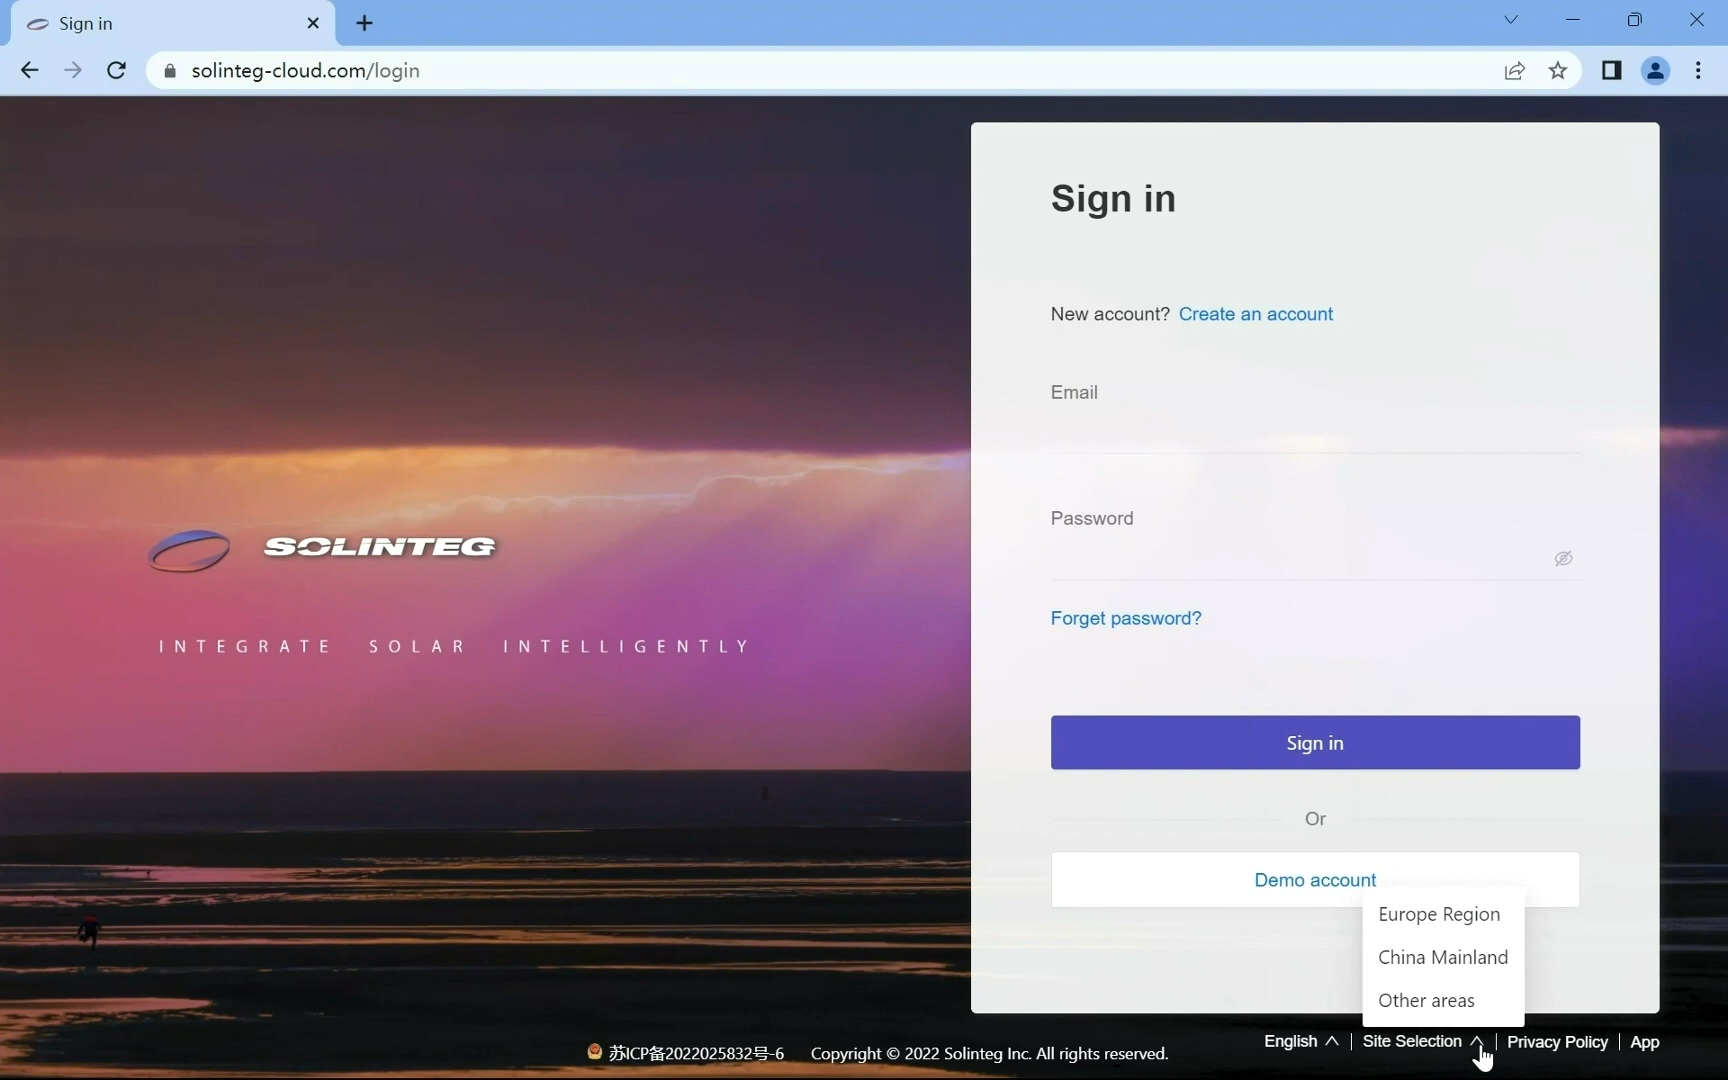 Sign in
solinteg-cloud.com/login
Sign in
New account? Create an account
Email
Password
Forget password?
Sign in
Or
Demo account
Europe Region
China Mainland
Other areas
SOLINTEG
INTEGRATE SOLAR INTELLIGENTLY
苏ICP备2022025832号-6 Copyright © 2022 Solinteg Inc. All rights reserved.
English Site Selection Privacy Policy App